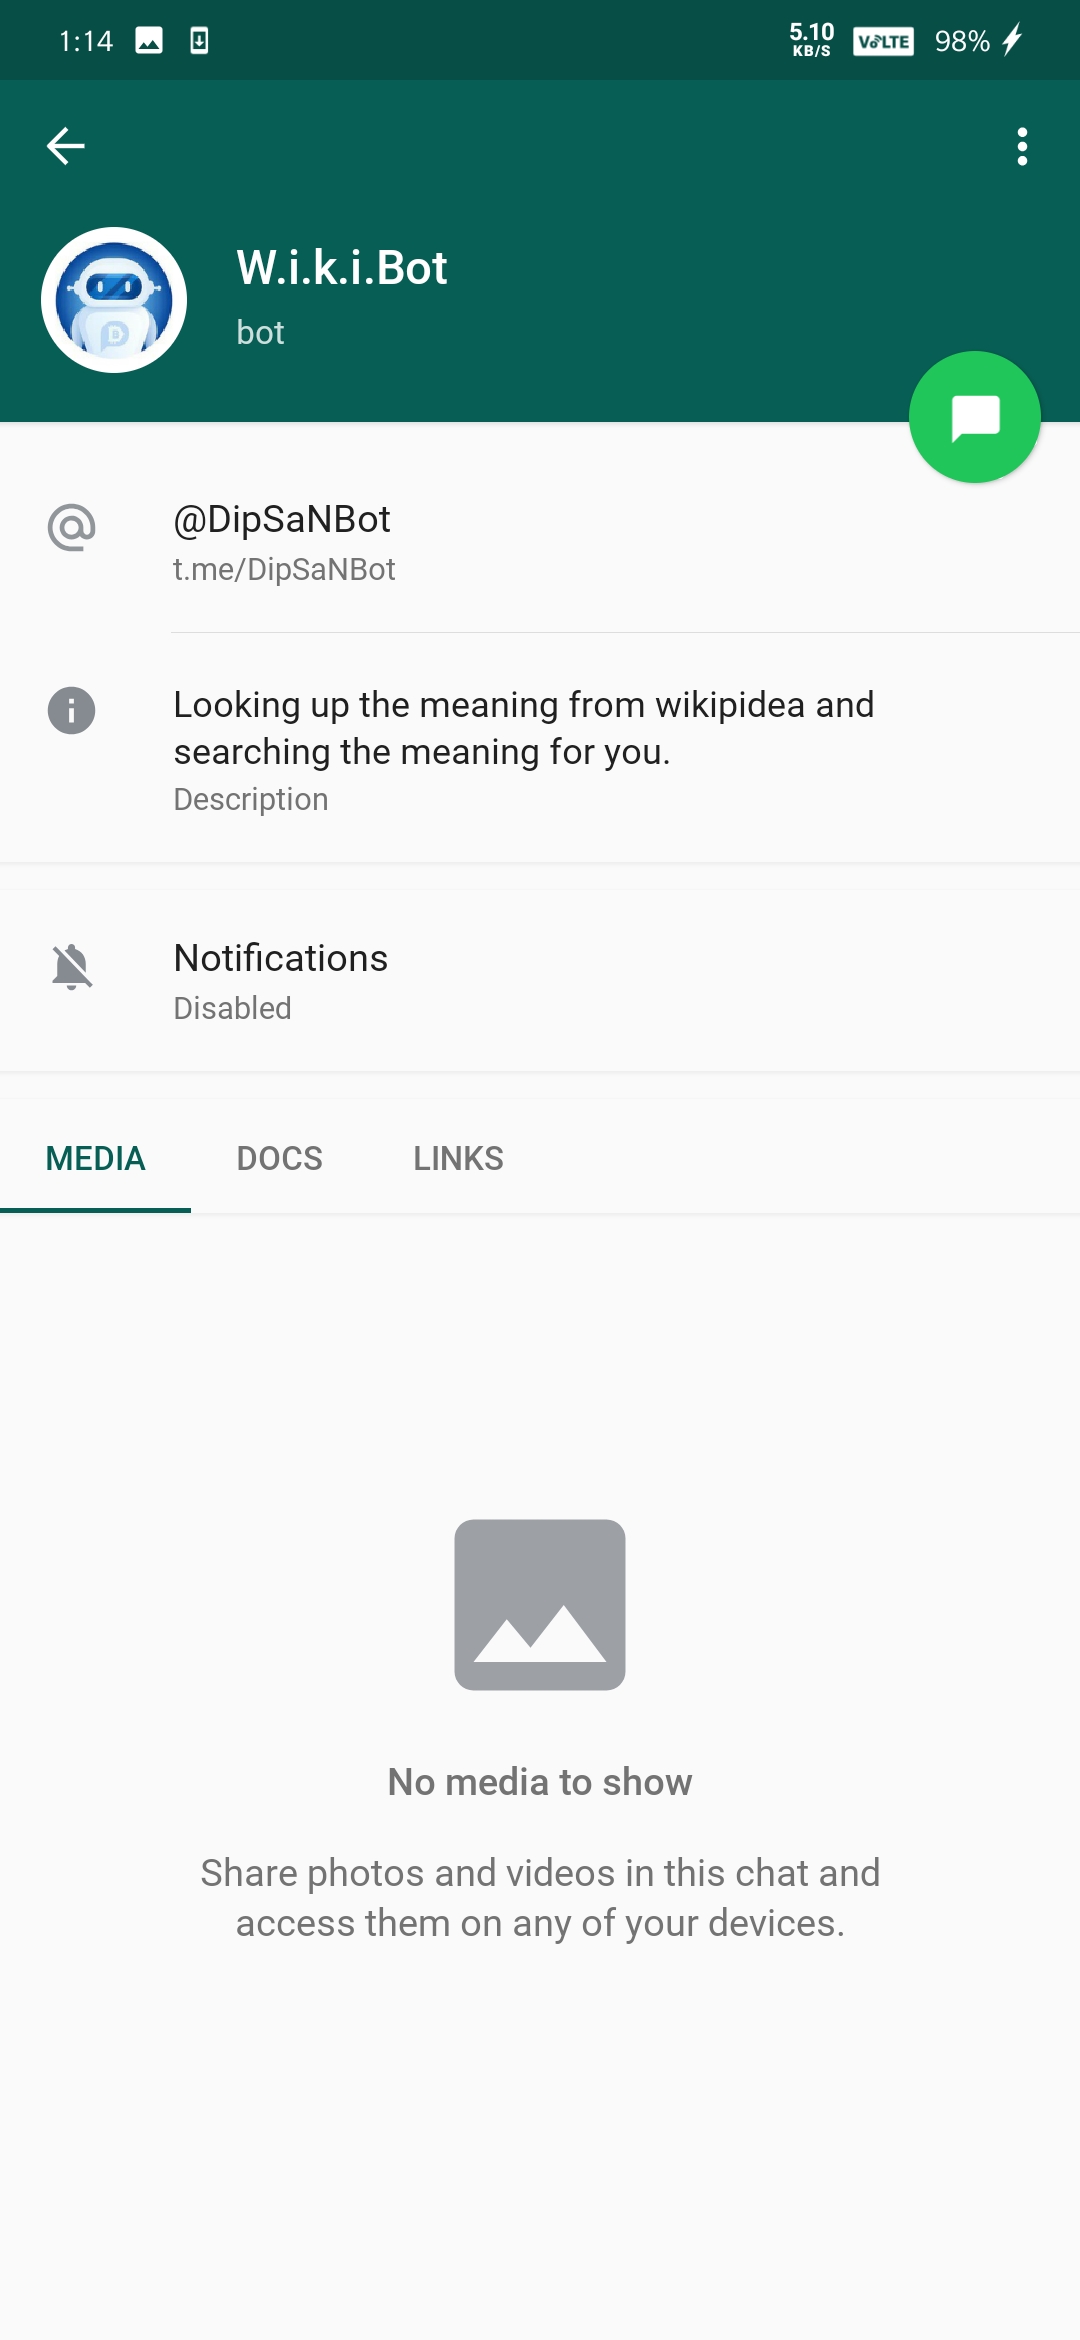 1:14
5.10
KB/S
VoLTE
98%
W.i.k.i.Bot
bot
@DipSaNBot
t.me/DipSaNBot
Looking up the meaning from wikipidea and
searching the meaning for you.
Description
Notifications
Disabled
MEDIA DOCS LINKS
No media to show
Share photos and videos in this chat and
access them on any of your devices.